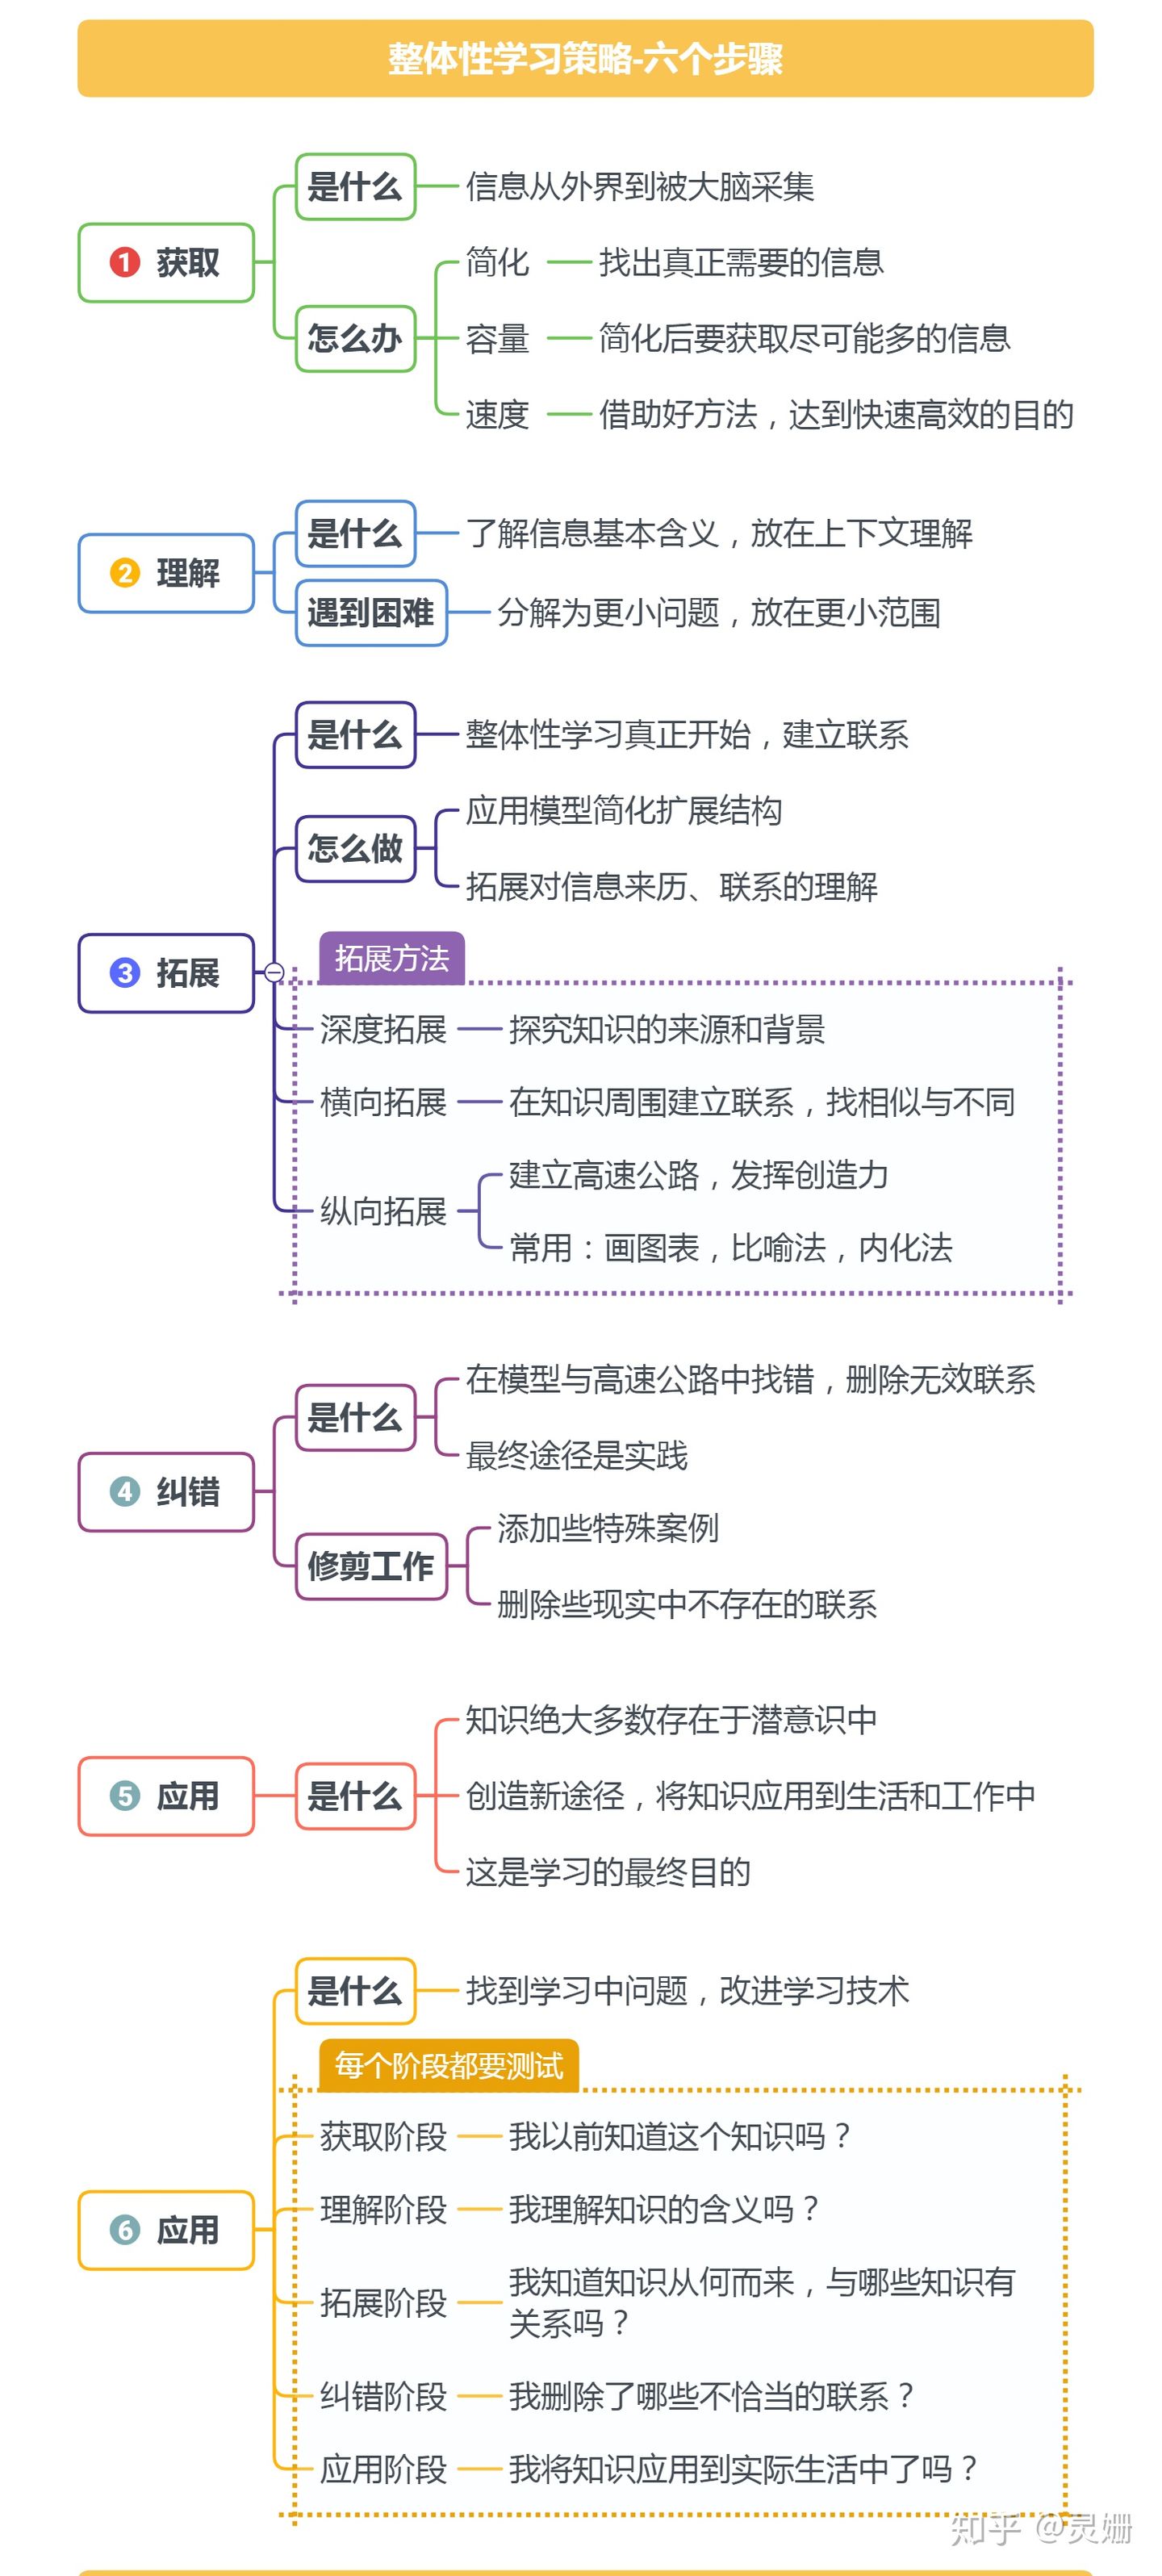 整体性学习策略-六个步骤
1 获取
是什么
信息从外界到被大脑采集
怎么办
简化
找出真正需要的信息
容量
简化后要获取尽可能多的信息
速度
借助好方法，达到快速高效的目的
2 理解
是什么
了解信息基本含义，放在上下文理解
遇到困难
分解为更小问题，放在更小范围
3 拓展
是什么
整体性学习真正开始，建立联系
怎么做
应用模型简化扩展结构
拓展对信息来历、联系的理解
拓展方法
深度拓展
探究知识的来源和背景
横向拓展
在知识周围建立联系，找相似与不同
纵向拓展
建立高速公路，发挥创造力
常用：画图表，比喻法，内化法
4 纠错
是什么
在模型与高速公路中找错，删除无效联系
最终途径是实践
修剪工作
添加些特殊案例
删除些现实中不存在的联系
5 应用
是什么
知识绝大多数存在于潜意识中
创造新途径，将知识应用到生活和工作中
这是学习的最终目的
6 应用
是什么
找到学习中问题，改进学习技术
每个阶段都要测试
获取阶段
我以前知道这个知识吗？
理解阶段
我理解知识的含义吗？
拓展阶段
我知道知识从何而来，与哪些知识有
关系吗？
纠错阶段
我删除了哪些不恰当的联系？
应用阶段
我将知识应用到实际生活中了吗？
知乎 @灵姗